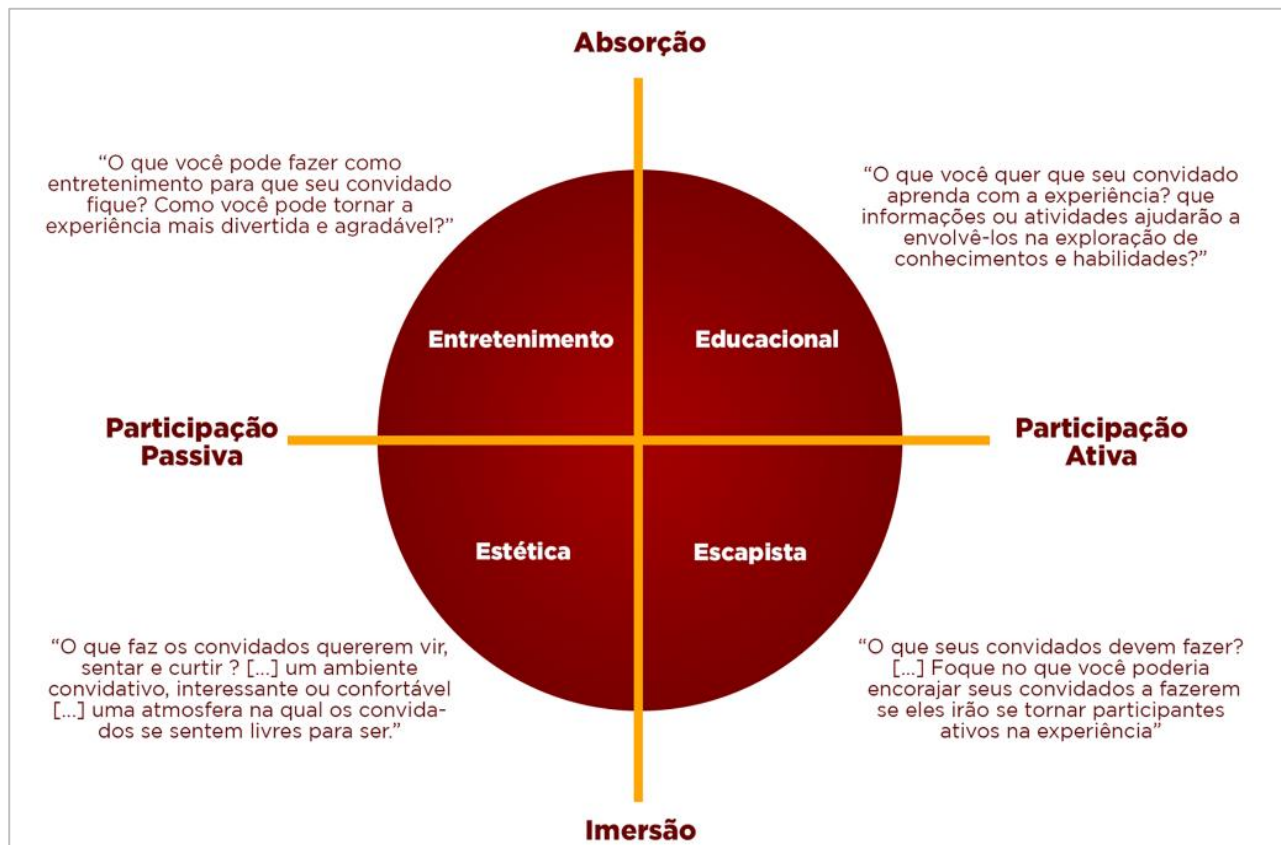 Absorção
“O que você pode fazer como
entretenimento para que seu convidado
fique? Como você pode tornar a
experiência mais divertida e agradável?”
“O que você quer que seu convidado
aprenda com a experiência? que
informações ou atividades ajudarão a
envolvê-los na exploração de
conhecimentos e habilidades?”
Entretenimento
Educacional
Participação
Passiva
Participação
Ativa
Estética
Escapista
“O que faz os convidados quererem vir,
sentar e curtir ? [...] um ambiente
convidativo, interessante ou confortável
[...] uma atmosfera na qual os convida-
dos se sentem livres para ser.”
“O que seus convidados devem fazer?
[...] Foque no que você poderia
encorajar seus convidados a fazerem
se eles irão se tornar participantes
ativos na experiência”
Imersão